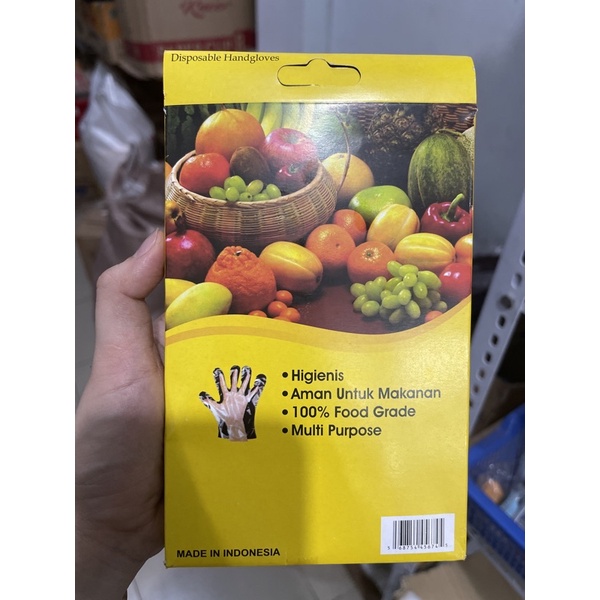 Disposable Handgloves
• Higienis
• Aman Untuk Makanan
• 100% Food Grade
• Multi Purpose
MADE IN INDONESIA